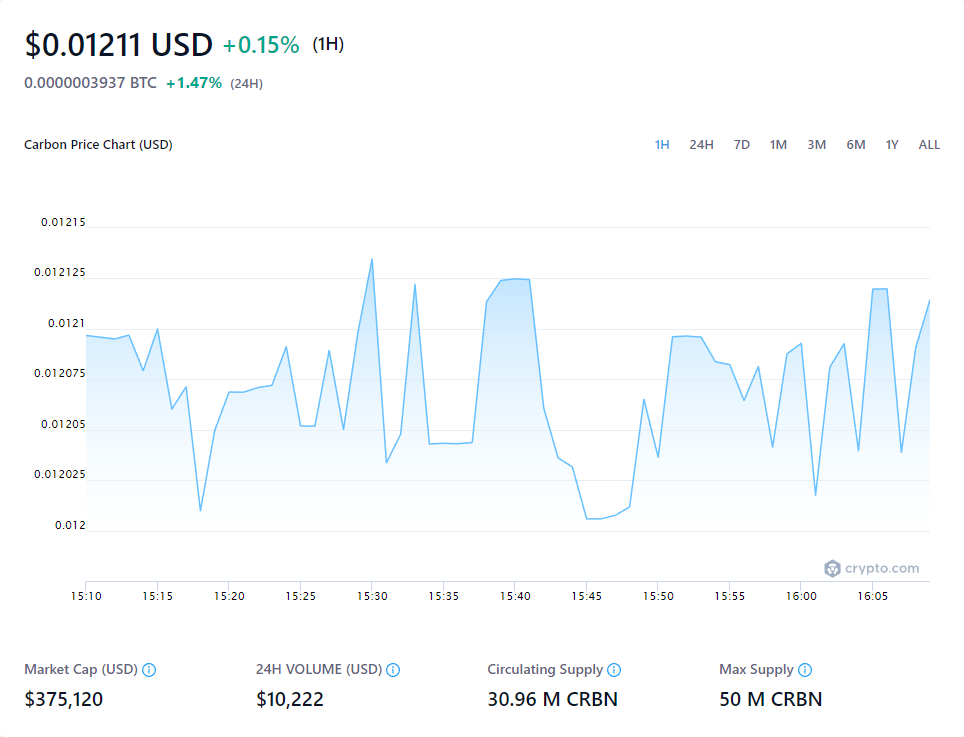 $0.01211 USD +0.15% (1H)
0.0000003937 BTC +1.47% (24H)
Carbon Price Chart (USD) 1H 24H 7D 1M 3M 6M 1Y ALL
0.01215
0.012125
0.0121
0.012075
0.01205
0.012025
0.012
crypto.com
15:10 15:15 15:20 15:25 15:30 15:35 15:40 15:45 15:50 15:55 16:00 16:05
Market Cap (USD) 24H VOLUME (USD) Circulating Supply Max Supply
$375,120 $10,222 30.96 M CRBN 50 M CRBN